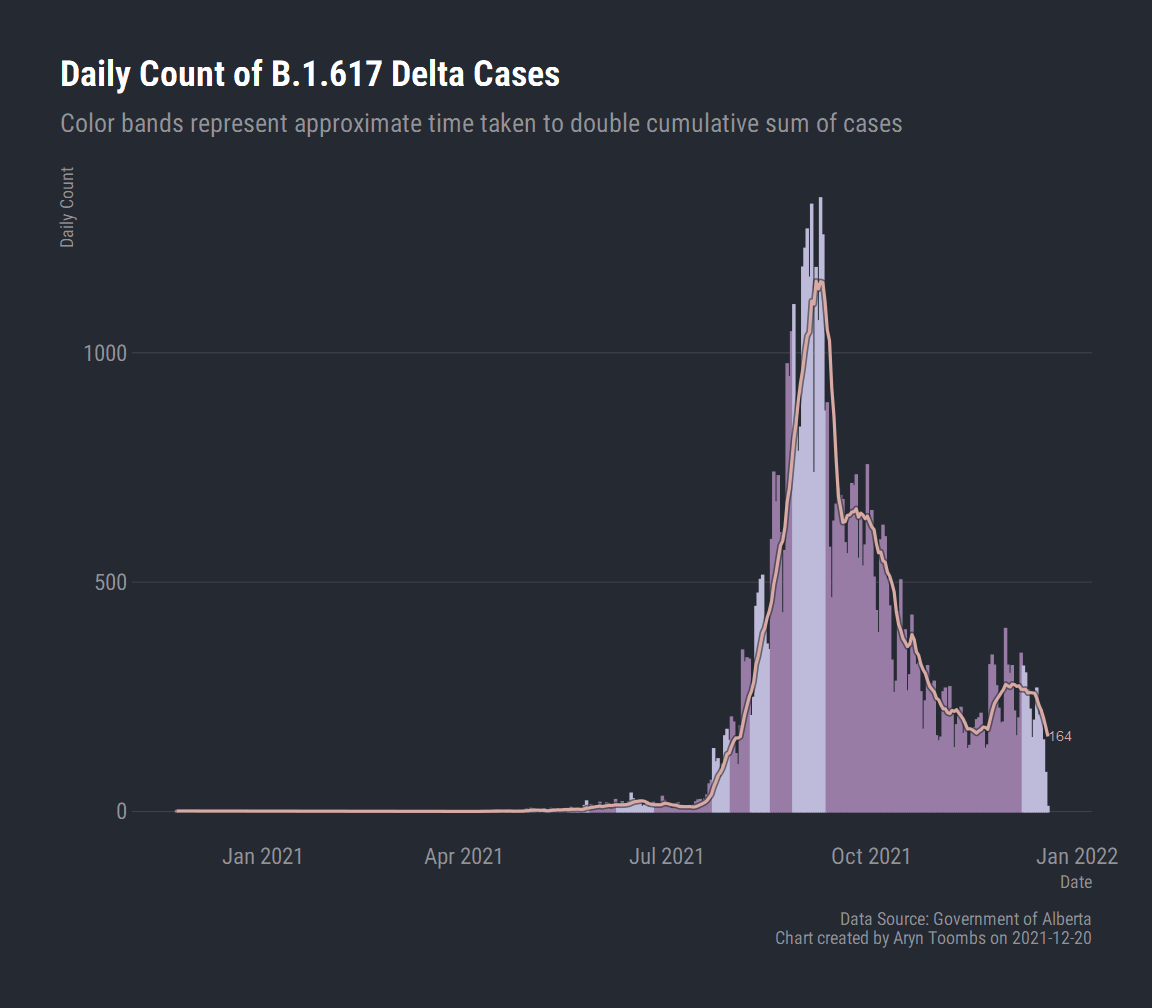 Daily Count of B.1.617 Delta Cases
Color bands represent approximate time taken to double cumulative sum of cases
Daily Count
1000
500
0
164
Jan 2021 Apr 2021 Jul 2021 Oct 2021 Jan 2022
Date
Data Source: Government of Alberta
Chart created by Aryn Toombs on 2021-12-20